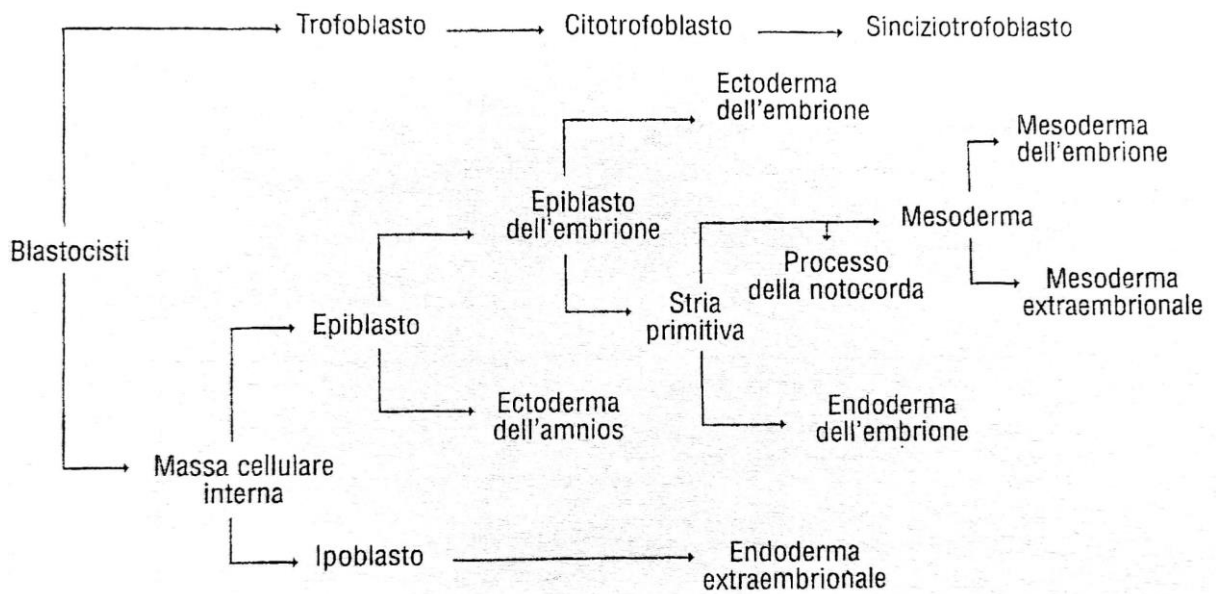 Trofoblasto
Citotrofoblasto
Sinciziotrofoblasto
Ectoderma
dell'embrione
Mesoderma
dell'embrione
Epiblasto
dell'embrione
Mesoderma
Blastocisti
Processo
della notocorda
Mesoderma
extraembrionale
Epiblasto
Stria
primitiva
Ectoderma
dell'amnios
Endoderma
dell'embrione
Massa cellulare
interna
Ipoblasto
Endoderma
extraembrionale